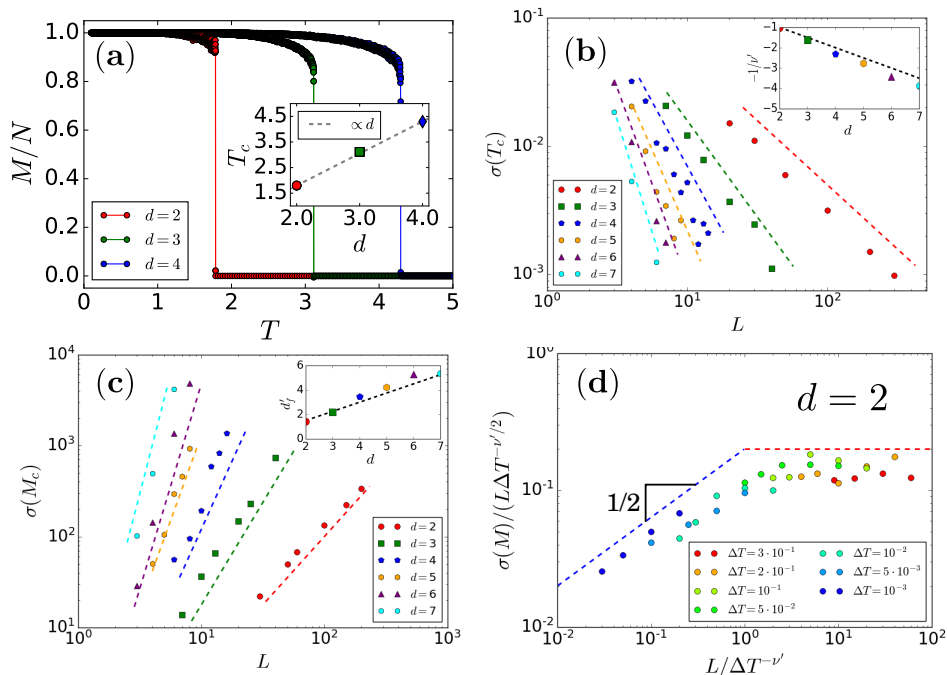 (a)
M/N
1.0
0.8
0.6
0.4
0.2
0.0
0
1
2
3
4
5
T
d = 2
d = 3
d = 4
T_c
4.5
3.5
2.5
1.5
2.0
3.0
4.0
d
∝ d
(b)
σ(T_c)
10^{-1}
10^{-2}
10^{-3}
10^0
10^1
10^2
L
d = 2
d = 3
d = 4
d = 5
d = 6
d = 7
-1/ν′
-1
-2
-3
-4
-5
2
3
4
5
6
7
d
(c)
σ(M_c)
10^4
10^3
10^2
10^1
10^0
10^1
10^2
10^3
L
d = 2
d = 3
d = 4
d = 5
d = 6
d = 7
d′_f
6
4
2
0
2
3
4
5
6
7
d
(d)
d = 2
σ(M)/(LΔT^{-ν′/2})
10^0
10^{-1}
10^{-2}
10^{-2}
10^{-1}
10^0
10^1
10^2
L/ΔT^{-ν′}
1/2
ΔT = 3 · 10^{-1}
ΔT = 2 · 10^{-1}
ΔT = 10^{-1}
ΔT = 5 · 10^{-2}
ΔT = 10^{-2}
ΔT = 5 · 10^{-3}
ΔT = 10^{-3}